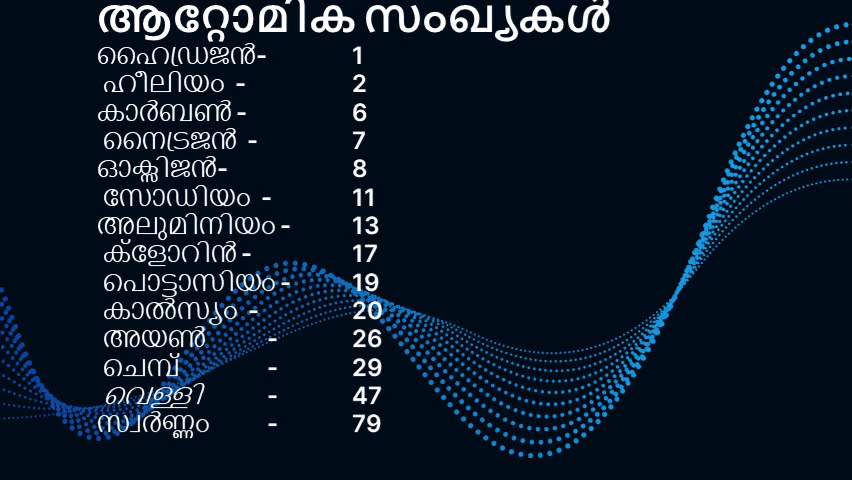 ആറ്റോമിക സംഖ്യകൾ
ഹൈഡ്രജൻ- 1
ഹീലിയം - 2
കാർബൺ - 6
നൈട്രജൻ - 7
ഓക്സിജൻ- 8
സോഡിയം - 11
അലുമിനിയം - 13
ക്ളോറിൻ - 17
പൊട്ടാസിയം - 19
കാൽസ്യം - 20
അയൺ - 26
ചെമ്പ് - 29
വെള്ളി - 47
സ്വർണ്ണം - 79